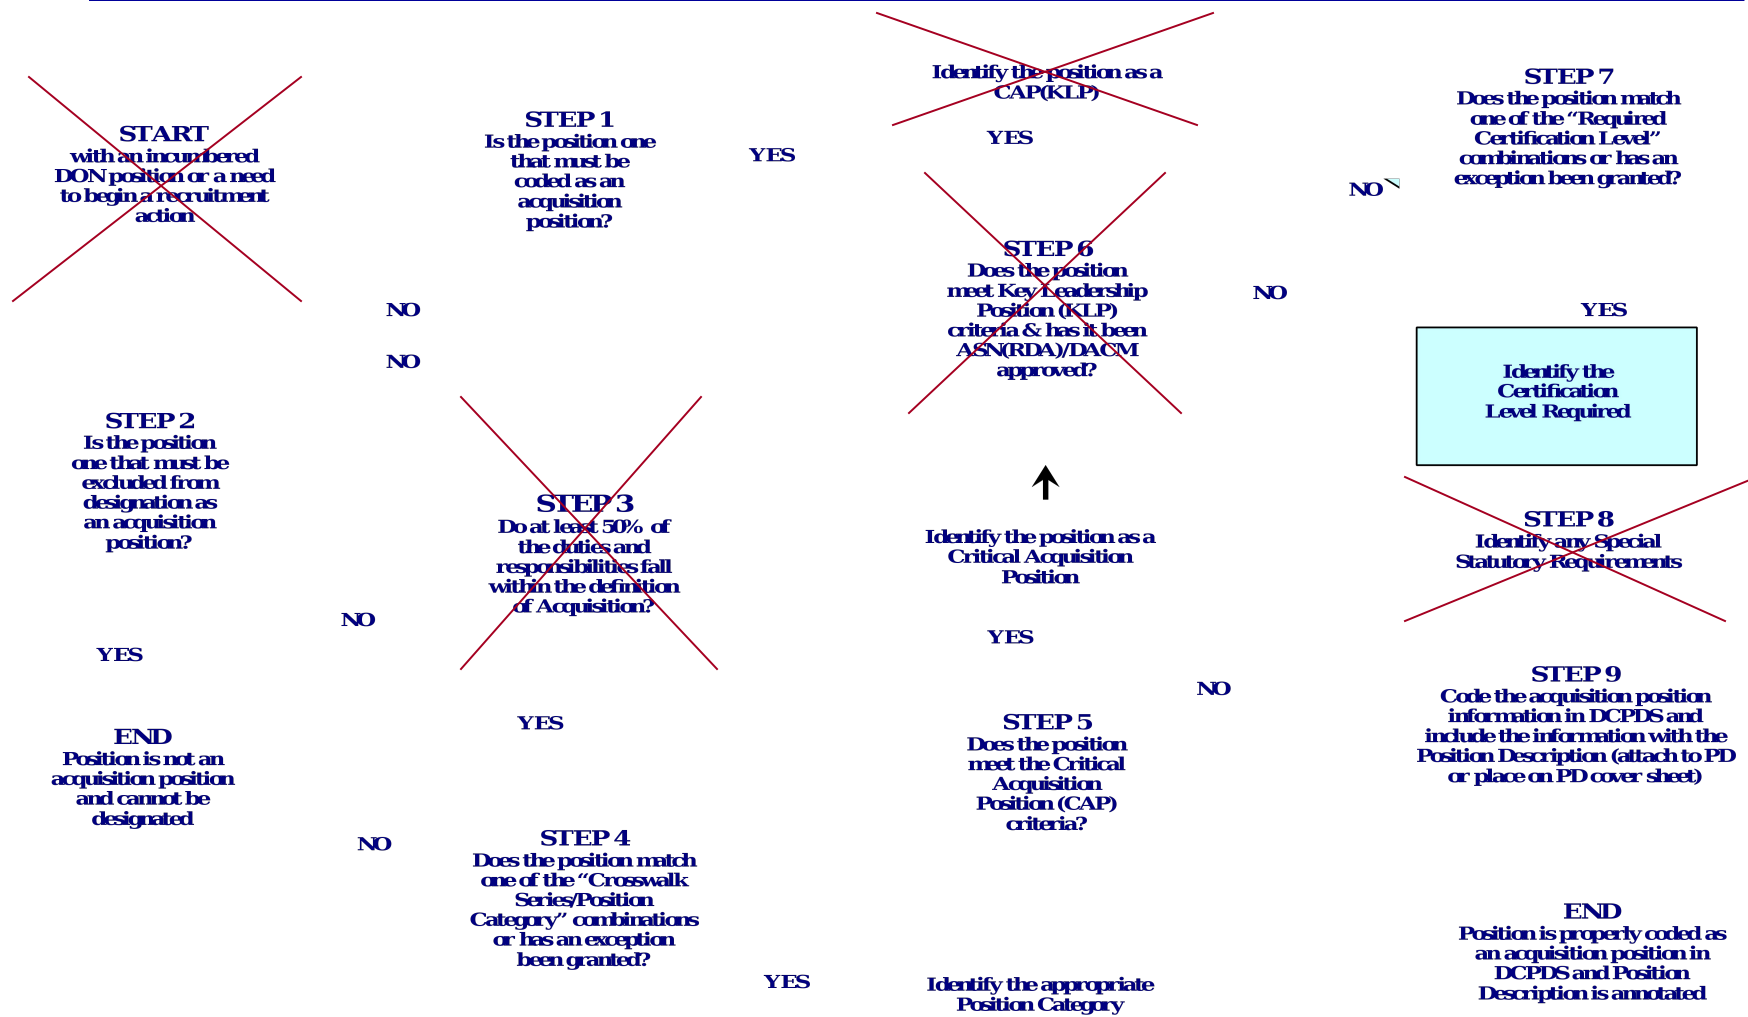 START
with an incumbered
DON position or a need
to begin a recruitment
action
STEP 1
Is the position one
that must be
coded as an
acquisition
position?
YES
NO
NO
STEP 2
Is the position
one that must be
excluded from
designation as
an acquisition
position?
YES
NO
END
Position is not an
acquisition position
and cannot be
designated
STEP 3
Do at least 50% of
the duties and
responsibilities fall
within the definition
of Acquisition?
YES
NO
STEP 4
Does the position match
one of the “Crosswalk
Series/Position
Category” combinations
or has an exception
been granted?
YES
Identify the position as a
CAP(KLP)
YES
STEP 6
Does the position
meet Key Leadership
Position (KLP)
criteria & has it been
ASN(RDA)/DACM
approved?
NO
Identify the position as a
Critical Acquisition
Position
YES
NO
STEP 5
Does the position
meet the Critical
Acquisition
Position (CAP)
criteria?
Identify the appropriate
Position Category
STEP 7
Does the position match
one of the “Required
Certification Level”
combinations or has an
exception been granted?
NO
YES
Identify the
Certification
Level Required
STEP 8
Identify any Special
Statutory Requirements
STEP 9
Code the acquisition position
information in DCPDS and
include the information with the
Position Description (attach to PD
or place on PD cover sheet)
END
Position is properly coded as
an acquisition position in
DCPDS and Position
Description is annotated